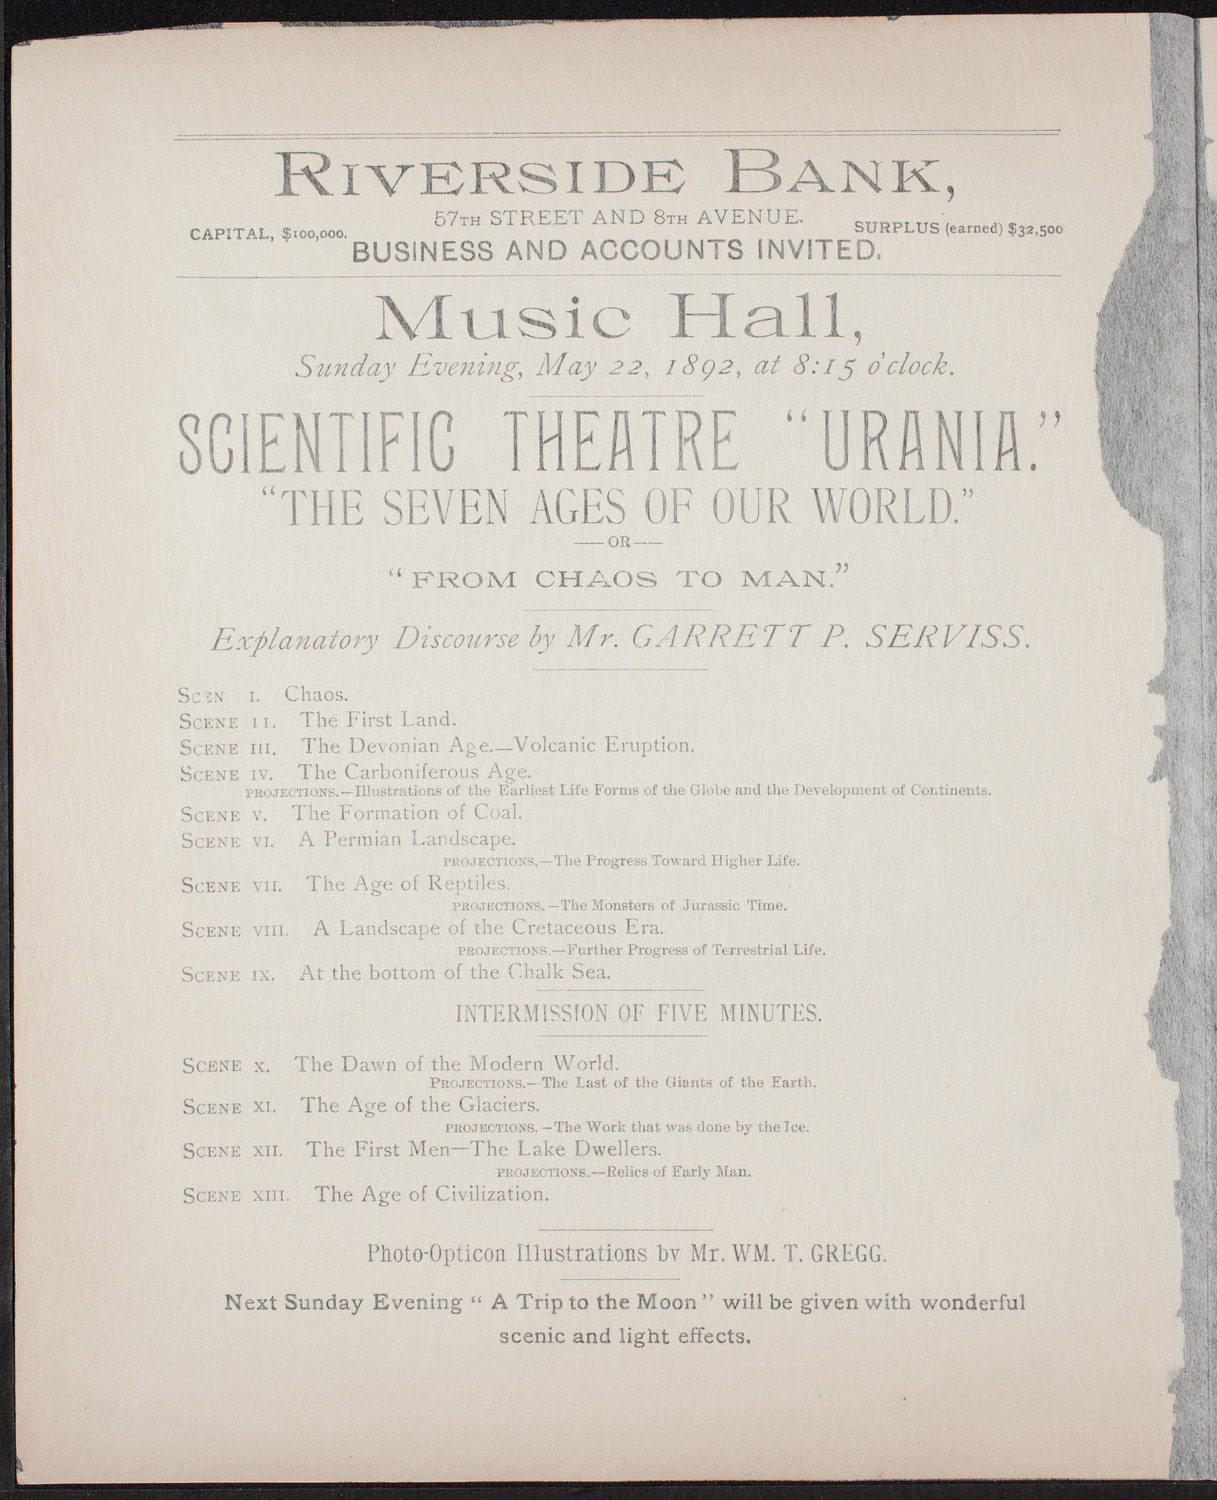 RIVERSIDE BANK,
57TH STREET AND 8TH AVENUE.
CAPITAL, $100,000.
SURPLUS (earned) $32,500
BUSINESS AND ACCOUNTS INVITED.
Music Hall,
Sunday Evening, May 22, 1892, at 8:15 o'clock.
SCIENTIFIC THEATRE “URANIA.”
“THE SEVEN AGES OF OUR WORLD.”
—OR—
“FROM CHAOS TO MAN.”
Explanatory Discourse by Mr. GARRETT P. SERVISS.
SCEN I. Chaos.
SCENE II. The First Land.
SCENE III. The Devonian Age.—Volcanic Eruption.
SCENE IV. The Carboniferous Age.
PROJECTIONS.—Illustrations of the Earliest Life Forms of the Globe and the Development of Continents.
SCENE V. The Formation of Coal.
SCENE VI. A Permian Landscape.
PROJECTIONS.—The Progress Toward Higher Life.
SCENE VII. The Age of Reptiles.
PROJECTIONS.—The Monsters of Jurassic Time.
SCENE VIII. A Landscape of the Cretaceous Era.
PROJECTIONS.—Further Progress of Terrestrial Life.
SCENE IX. At the bottom of the Chalk Sea.
INTERMISSION OF FIVE MINUTES.
SCENE X. The Dawn of the Modern World.
PROJECTIONS.—The Last of the Giants of the Earth.
SCENE XI. The Age of the Glaciers.
PROJECTIONS.—The Work that was done by the Ice.
SCENE XII. The First Men—The Lake Dwellers.
PROJECTIONS.—Relics of Early Man.
SCENE XIII. The Age of Civilization.
Photo-Opticon Illustrations by Mr. WM. T. GREGG.
Next Sunday Evening “A Trip to the Moon” will be given with wonderful
scenic and light effects.